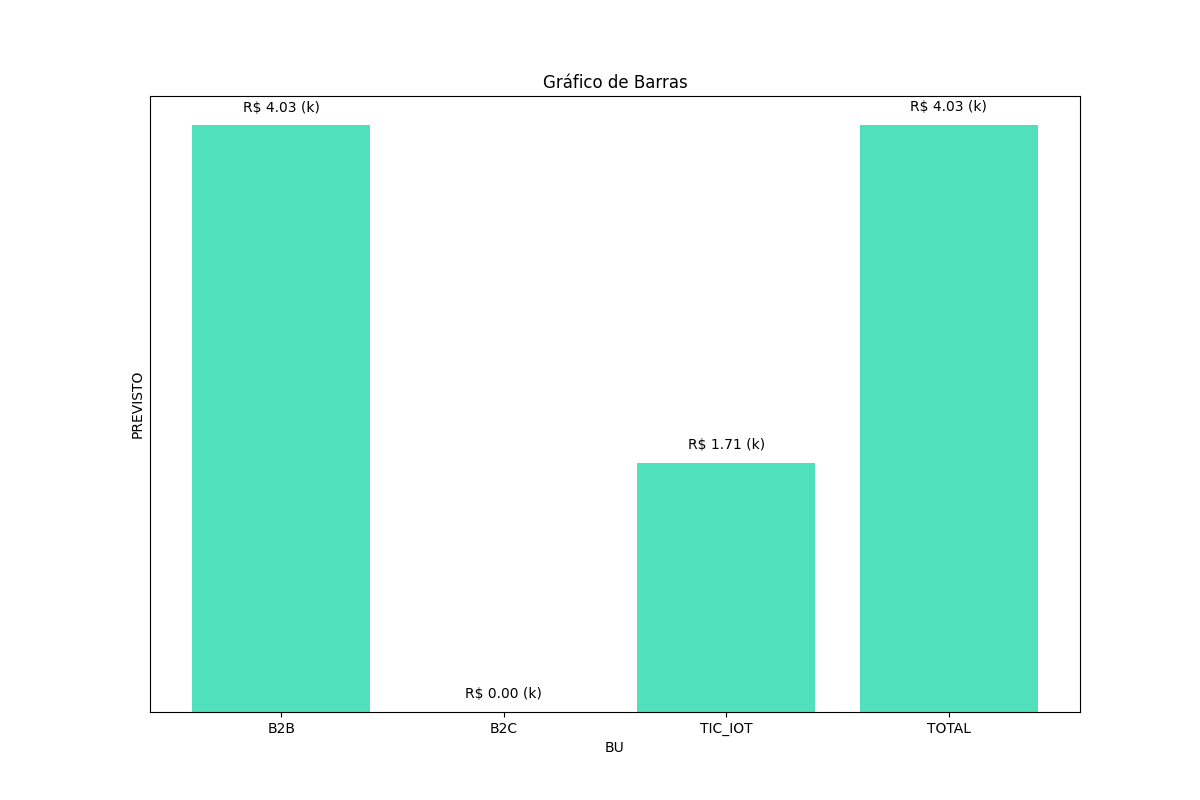 Gráfico de Barras
R$ 4.03 (k)
R$ 4.03 (k)
R$ 1.71 (k)
R$ 0.00 (k)
PREVISTO
B2B
B2C
TIC_IOT
TOTAL
BU